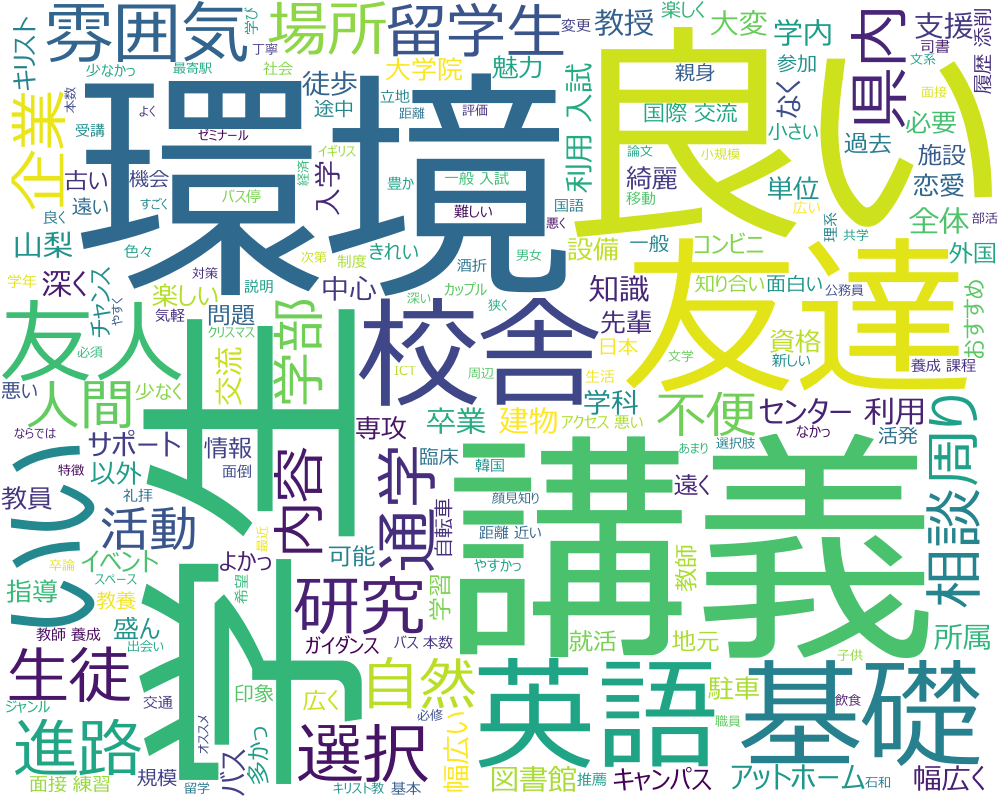 雰囲気
学び
場所
留学生
変更
教授
楽しく
大変
学内
県内
支援
司書
履歴 添削
キリスト
少なかっ
最寄駅
丁寧
社会
大学院
徒歩
途中
魅力
立地
距離
評価
親身
参加
文系
面接
企業
本数
受講
よく
ゼミナール
環境
良い
国際 交流
なく
小さい
必要
過去
施設
恋愛
利用 入試
論文
小規模
移動
綺麗
単位
広い
理系
共学
全体
部活
古い
機会
遠い
良く
すごく
バス停
経済
イギリス
入学
豊か
一般 入試
難しい
国語
悪く
山梨
色々
きれい
設備
一般
コンビニ
外国
学年
深く
チャンス
やすく
楽しい
気軽
対策
説明
次第
制度
中心
酒折
カップル
男女
深い
狭く
知識
知り合い
面白い
公務員
おすすめ
友人
必須
問題
クリスマス
学部
校舎
先輩
日本
友達
資格
新しい
養成 課程
悪い
人間
少なく
交流
学生
ICT
周辺
生活
文学
ならでは
サポート
情報
専攻
卒業
建物
アクセス 悪い
学科
不便
センター
利用
なかっ
活発
周り
いい
特徴
教員
礼拝
以外
面倒
内容
臨床
通学
自転車
韓国
顔見知り
遠く
あまり
選択肢
相談
活動
最近
卒論
イベント
スペース
よかっ
可能
講義
距離 近い
やすかっ
教師
指導
教養
希望
研究
学習
教師 養成
盛ん
出会い
ガイダンス
バス 本数
就活
地元
子供
所属
生徒
ジャンル
交通
印象
広く
自然
英語
駐車
職員
基礎
飲食
進路
オススメ
バス
多かっ
選択
必修
幅広い
面接 練習
規模
留学
キリスト教
基本
図書館
推薦
キャンパス
アットホーム
石和
幅広く